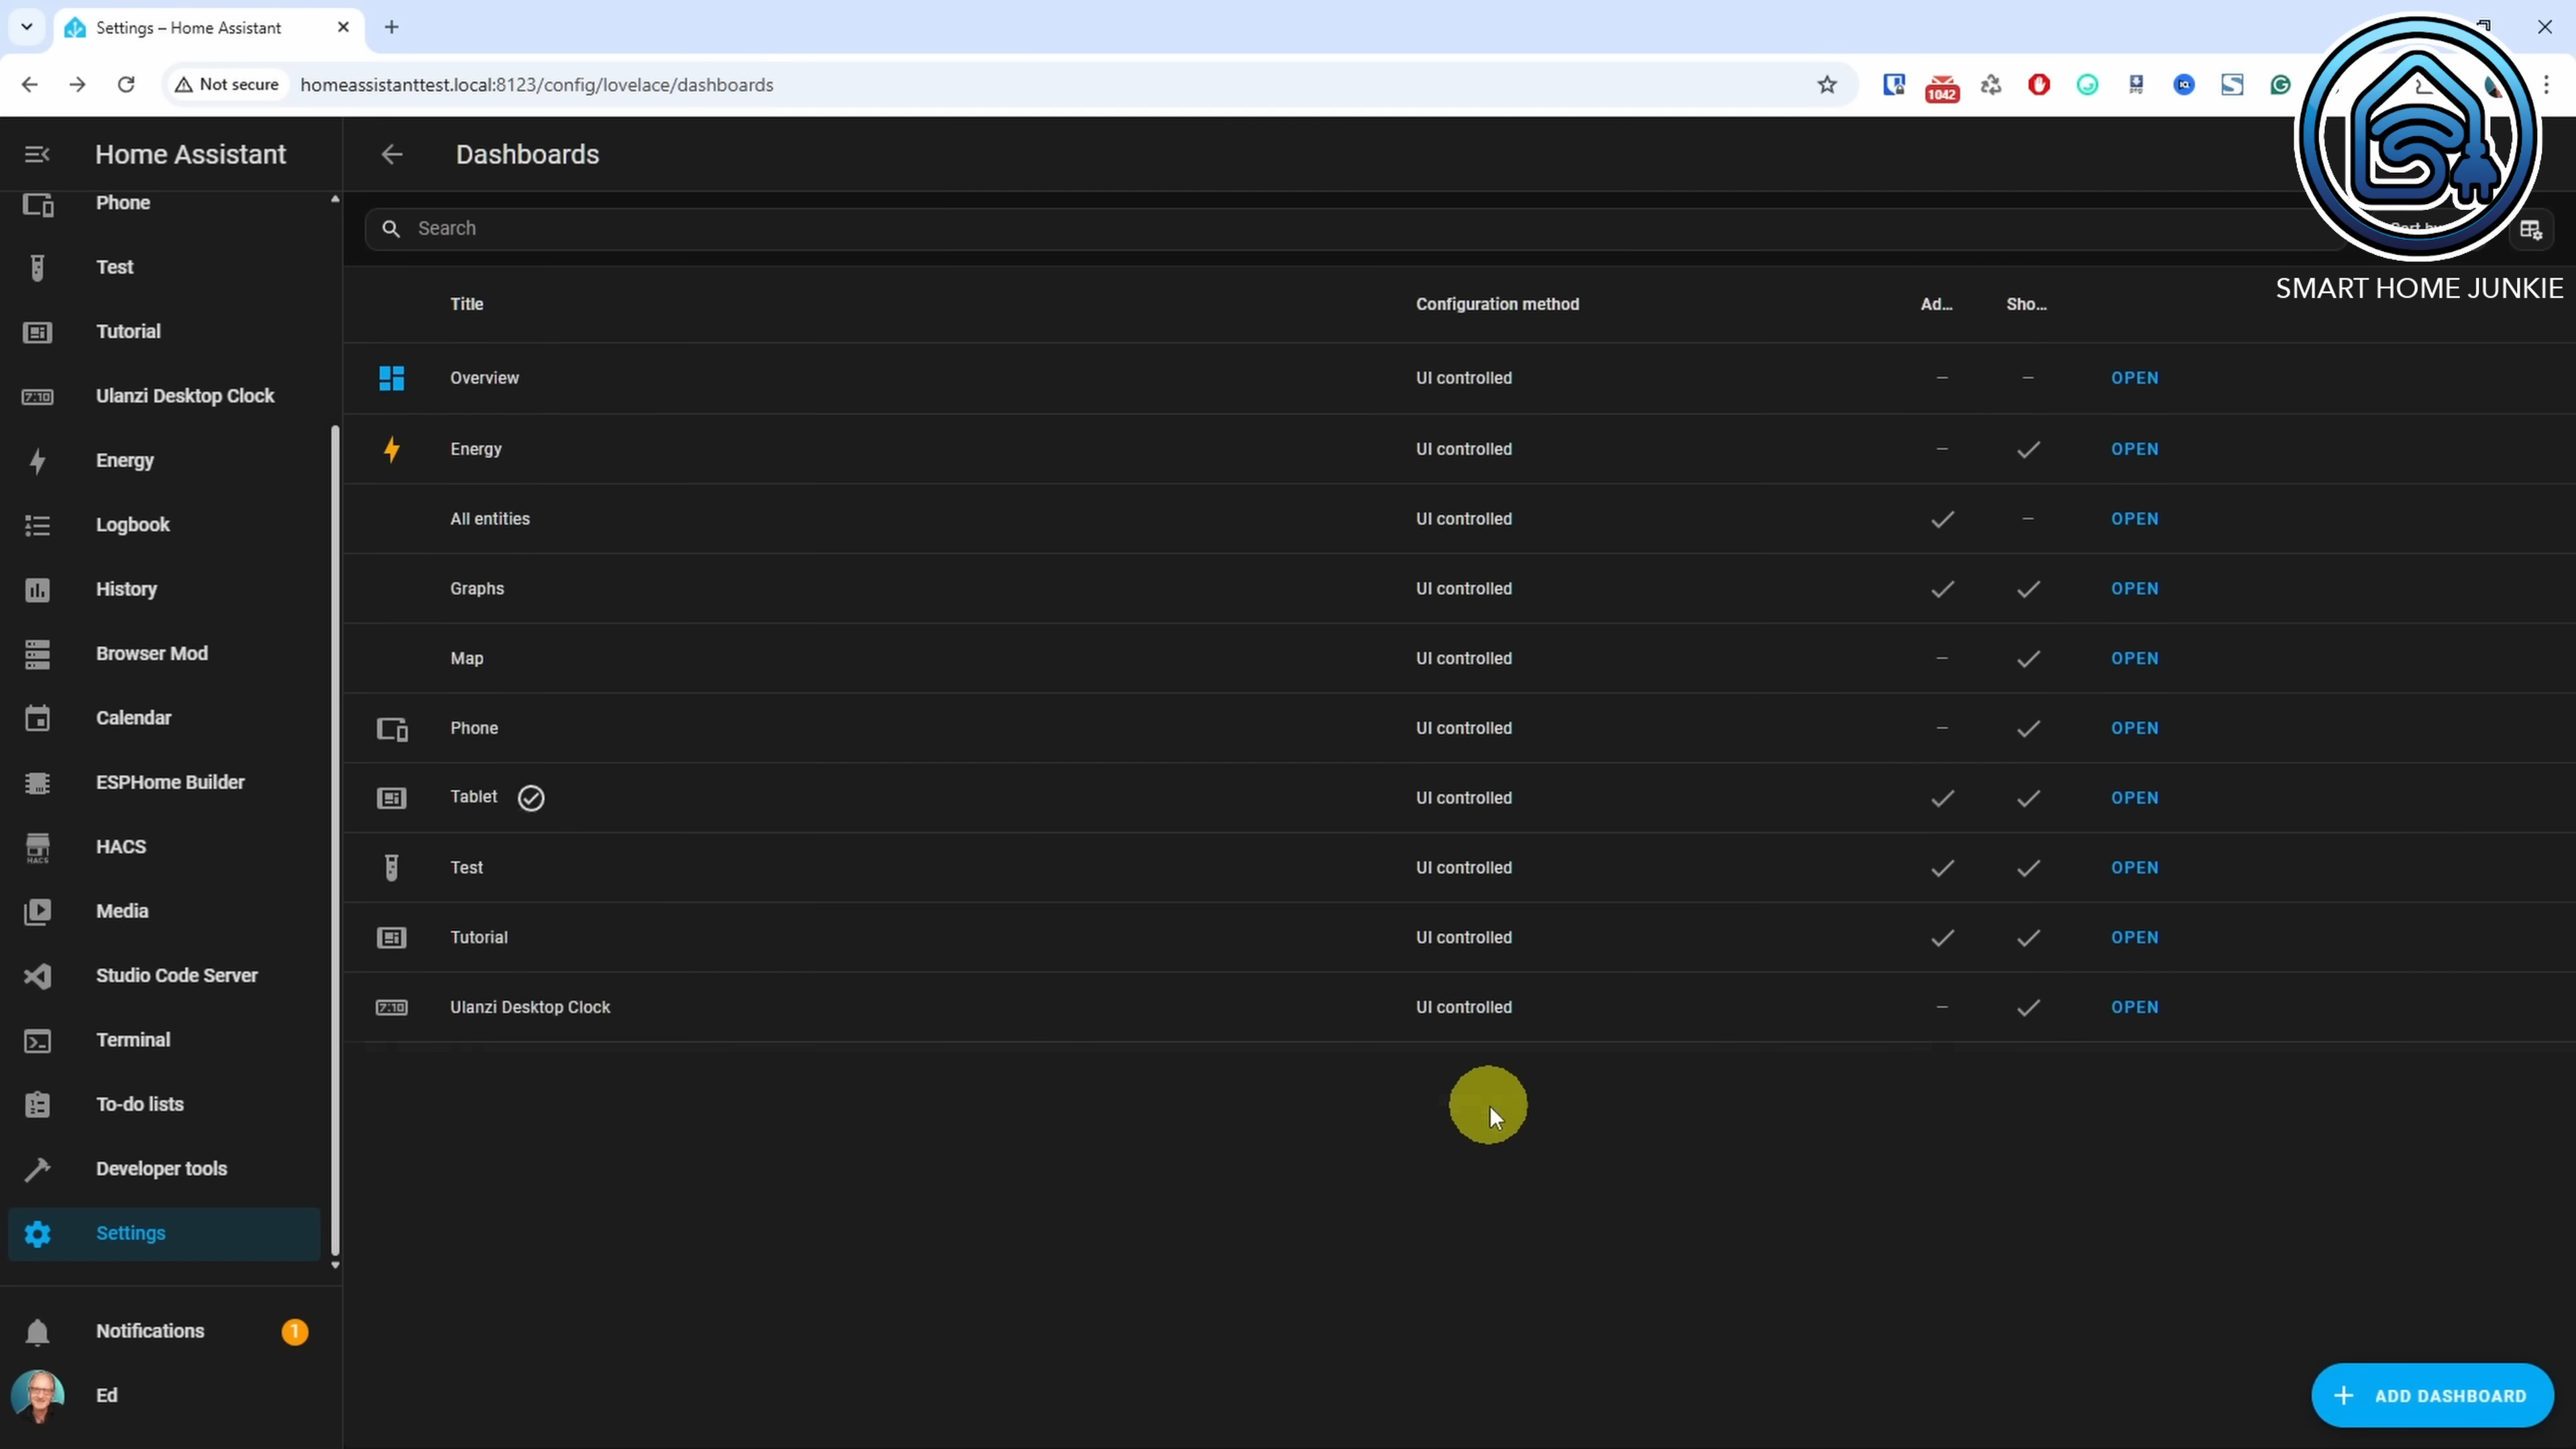 Settings – Home Assistant
Not secure
homeassistanttest.local:8123/config/lovelace/dashboards
1042
Home Assistant
Dashboards
Phone
Search
Test
SMART HOME JUNKIE
Title
Configuration method
Ad...
Sho...
Tutorial
Overview
UI controlled
OPEN
Ulanzi Desktop Clock
Energy
UI controlled
OPEN
Energy
All entities
UI controlled
OPEN
Logbook
Graphs
UI controlled
OPEN
History
Map
UI controlled
OPEN
Browser Mod
Phone
UI controlled
OPEN
Calendar
Tablet
UI controlled
OPEN
ESPHome Builder
Test
UI controlled
OPEN
HACS
HACS
Media
Tutorial
UI controlled
OPEN
Studio Code Server
7:10
Ulanzi Desktop Clock
UI controlled
OPEN
Terminal
To-do lists
Developer tools
Settings
Notifications
1
Ed
ADD DASHBOARD